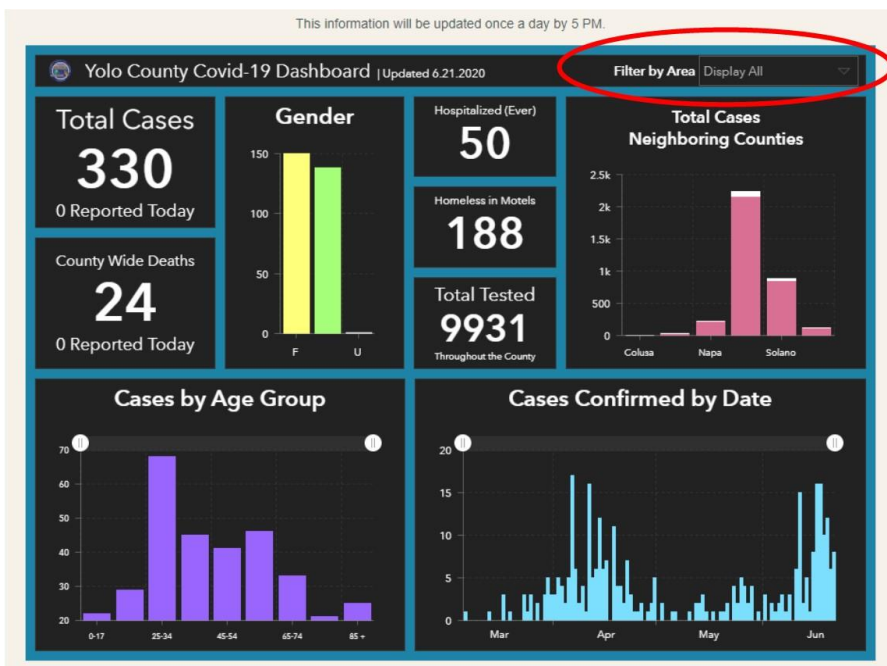 This information will be updated once a day by 5 PM.
Yolo County Covid-19 Dashboard | Updated 6.21.2020
Filter by Area Display All
Total Cases
330
0 Reported Today
County Wide Deaths
24
0 Reported Today
Gender
150
100
50
0
F
U
Hospitalized (Ever)
50
Homeless in Motels
188
Total Tested
9931
Throughout the County
Total Cases
Neighboring Counties
2.5k
2k
1.5k
1k
500
0
Colusa Napa Solano
Cases by Age Group
70
60
50
40
30
20
0-17 25-34 45-54 65-74 85 +
Cases Confirmed by Date
20
15
10
5
0
Mar Apr May Jun